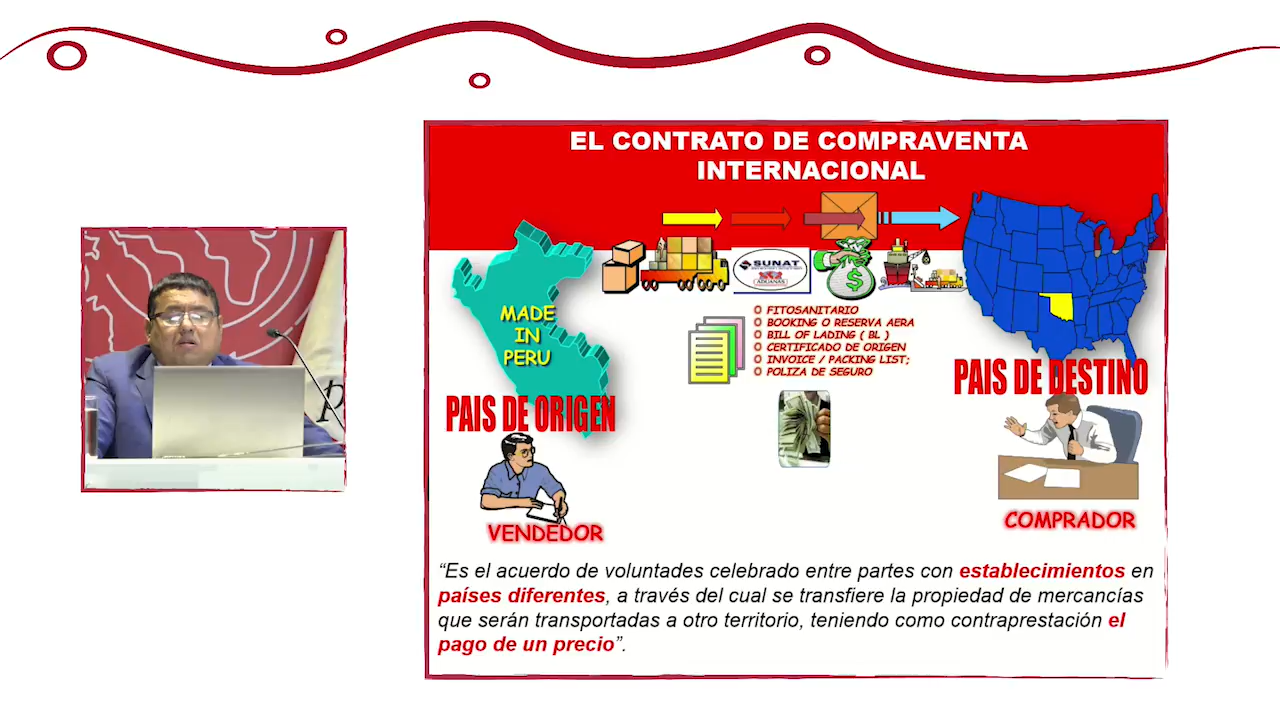 EL CONTRATO DE COMPRAVENTA
INTERNACIONAL
SUNAT
ADUANAS
MADE
IN
PERU
O FITOSANITARIO
O BOOKING O RESERVA AERA
O BILL OF LADING ( BL )
O CERTIFICADO DE ORIGEN
O INVOICE / PACKING LIST;
O POLIZA DE SEGURO
PAIS DE ORIGEN
PAIS DE DESTINO
VENDEDOR
COMPRADOR
“Es el acuerdo de voluntades celebrado entre partes con establecimientos en
países diferentes, a través del cual se transfiere la propiedad de mercancías
que serán transportadas a otro territorio, teniendo como contraprestación el
pago de un precio”.
$
p